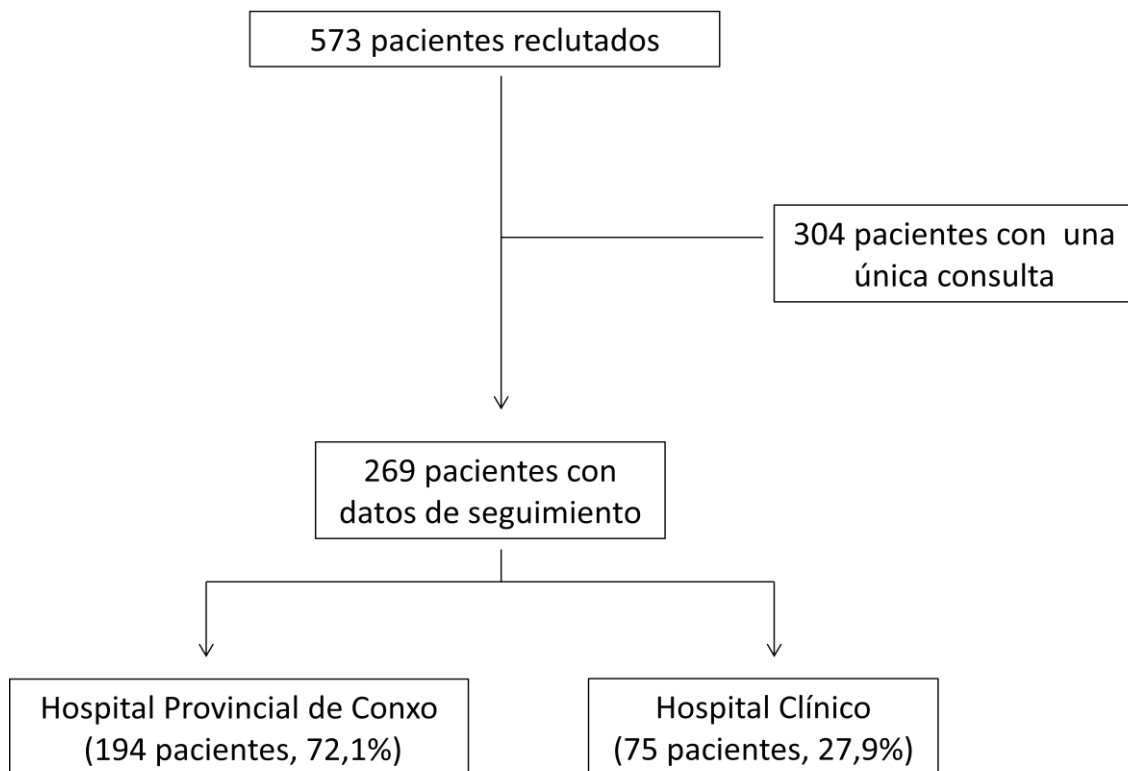 573 pacientes reclutados
304 pacientes con una
única consulta
269 pacientes con
datos de seguimiento
Hospital Provincial de Conxo
(194 pacientes, 72,1%)
Hospital Clínico
(75 pacientes, 27,9%)